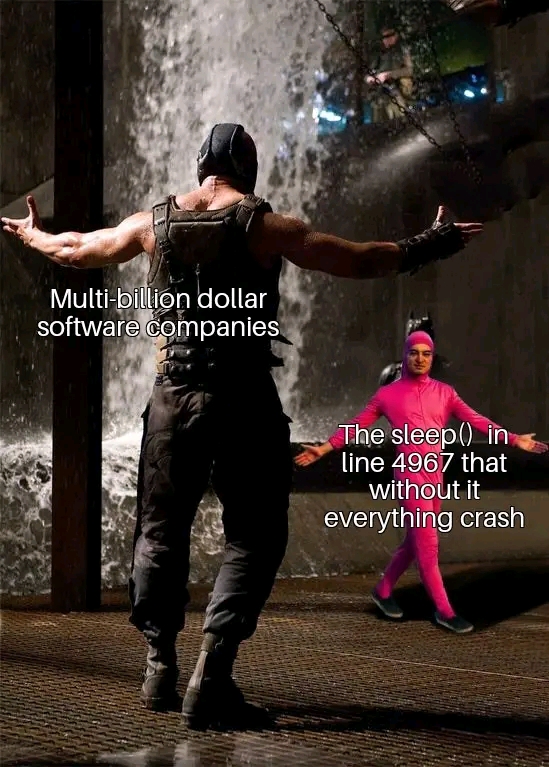 Multi-billion dollar
software companies
The sleep() in
line 4967 that
without it
everything crash